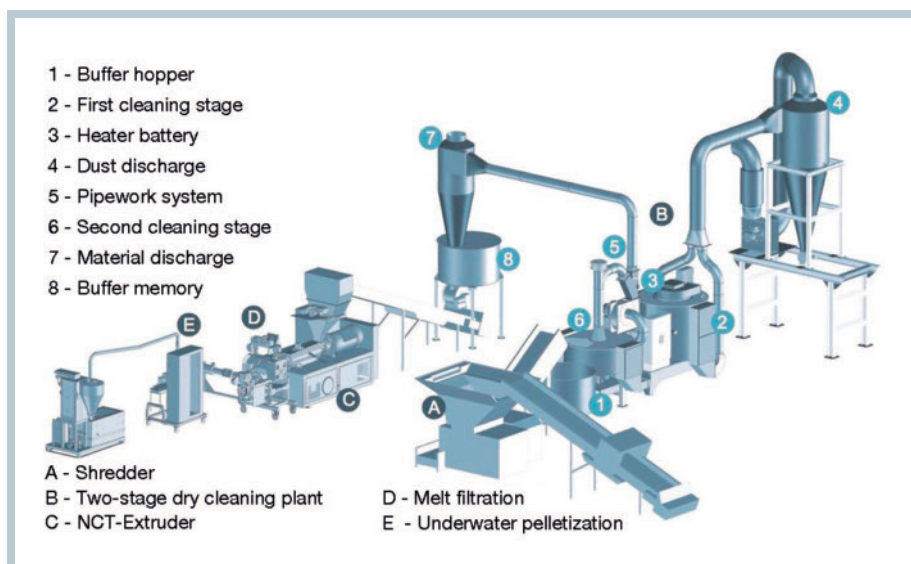 1 - Buffer hopper
2 - First cleaning stage
3 - Heater battery
4 - Dust discharge
5 - Pipework system
6 - Second cleaning stage
7 - Material discharge
8 - Buffer memory
4
7
B
5
8
3
6
2
E
D
A
1
C
A - Shredder
B - Two-stage dry cleaning plant
C - NCT-Extruder
D - Melt filtration
E - Underwater pelletization